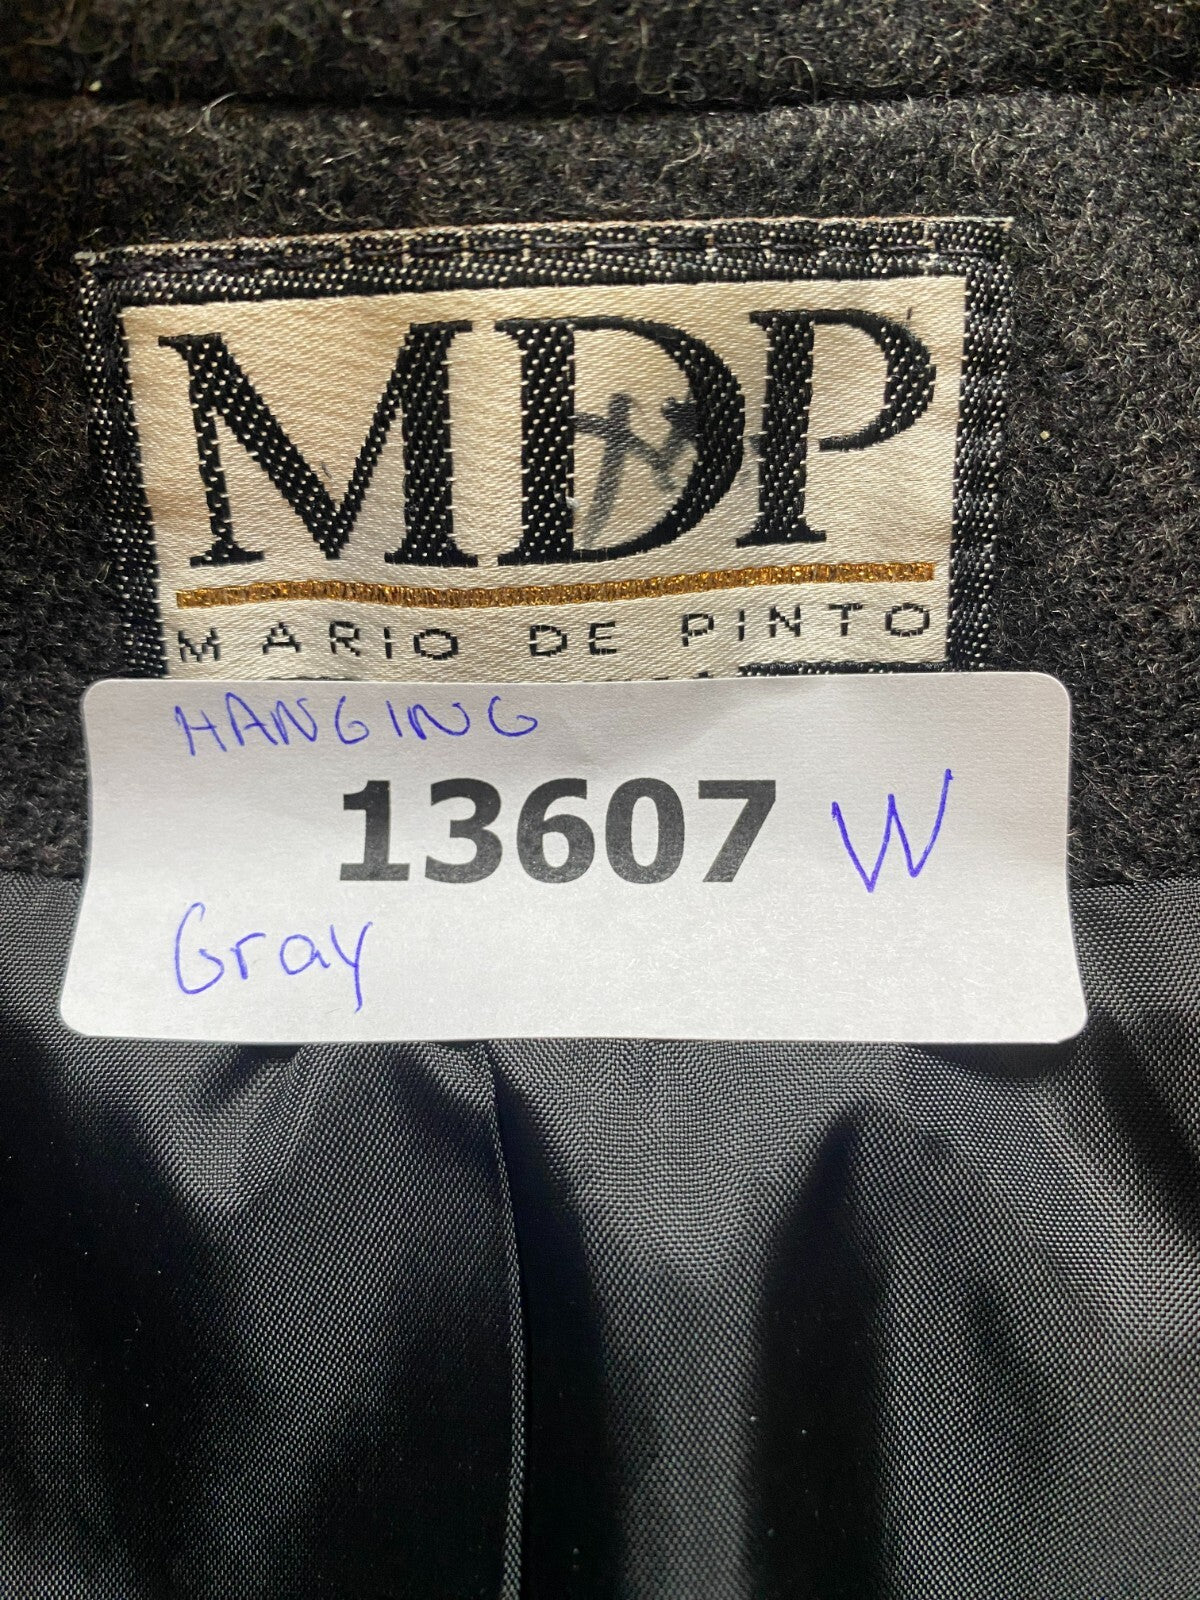 MDP
MARIO DE PINTO
HANGING
13607 W
Gray